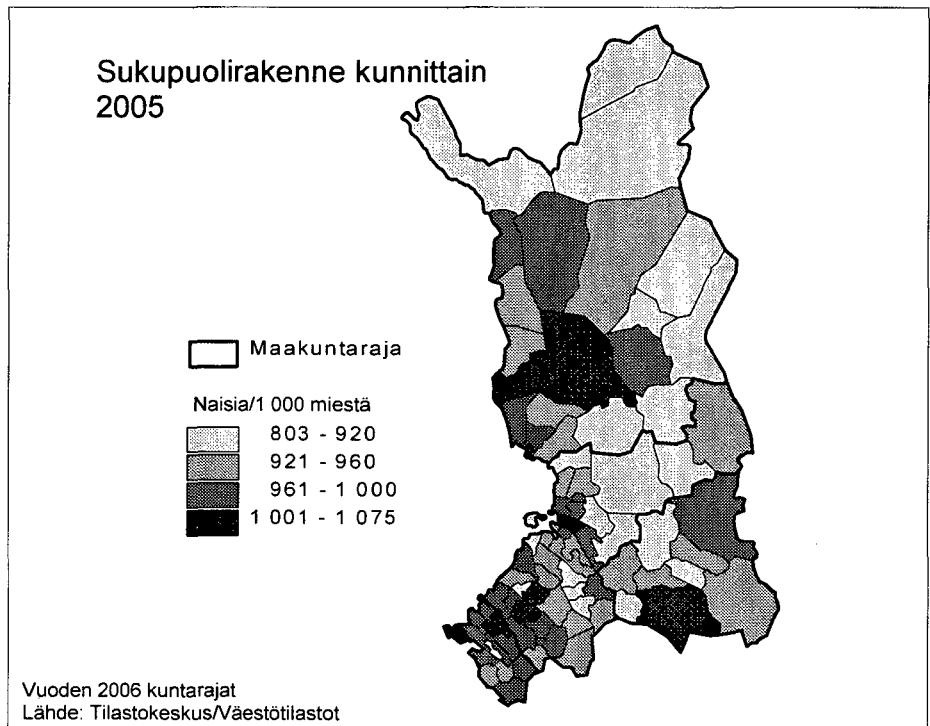 Sukupuolirakenne kunnittain
2005
Maakuntaraja
Naisia/1 000 miestä
803 - 920
921 - 960
961 - 1 000
1 001 - 1 075
Vuoden 2006 kuntarajat
Lähde: Tilastokeskus/Väestötilastot